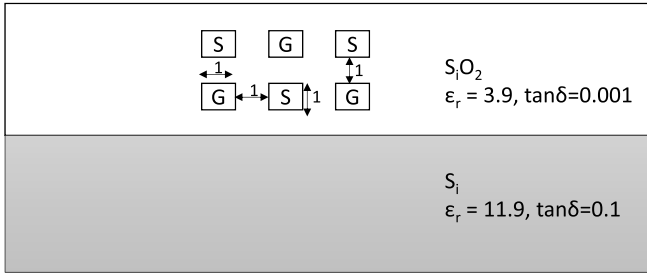 S G S
1 1
G 1 S 1 G
SiO2
εr = 3.9, tanδ=0.001
Si
εr = 11.9, tanδ=0.1